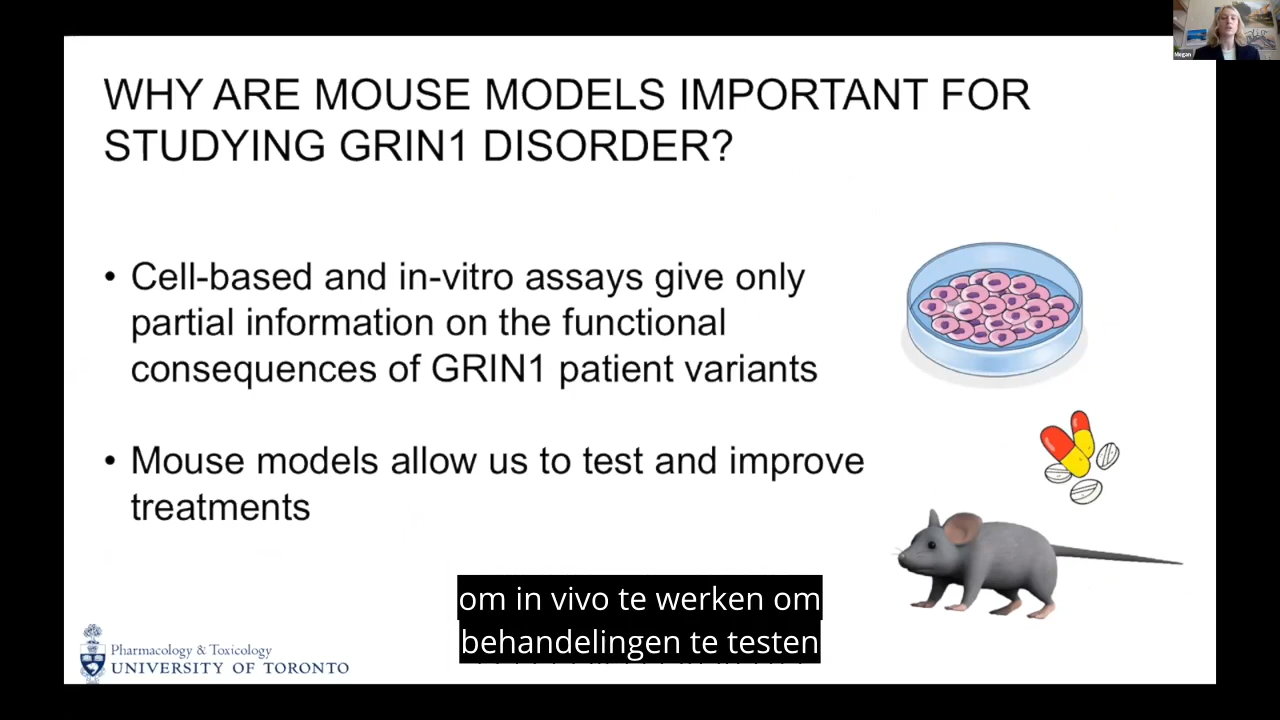 WHY ARE MOUSE MODELS IMPORTANT FOR
STUDYING GRIN1 DISORDER?
• Cell-based and in-vitro assays give only
partial information on the functional
consequences of GRIN1 patient variants
• Mouse models allow us to test and improve
treatments
om in vivo te werken om
behandelingen te testen
Pharmacology & Toxicology
UNIVERSITY OF TORONTO
Megan